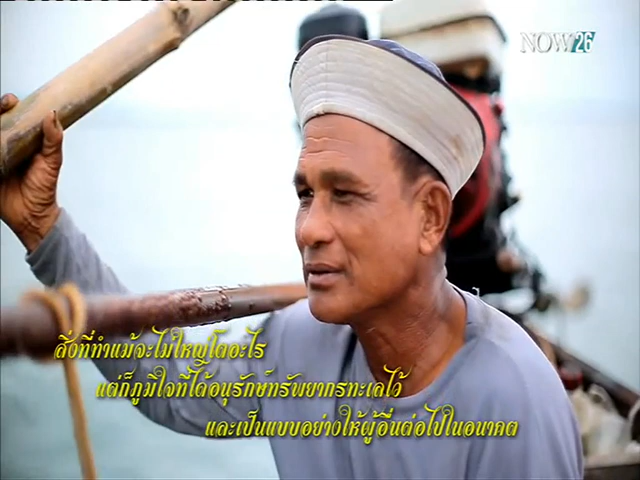 NOW26
สิ่งที่ทำแม้จะไม่ใหญ่โตอะไร
แต่ก็ภูมิใจที่ได้อนุรักษ์ทรัพยากรทะเลไว้
และเป็นแบบอย่างให้ผู้อื่นต่อไปในอนาคต